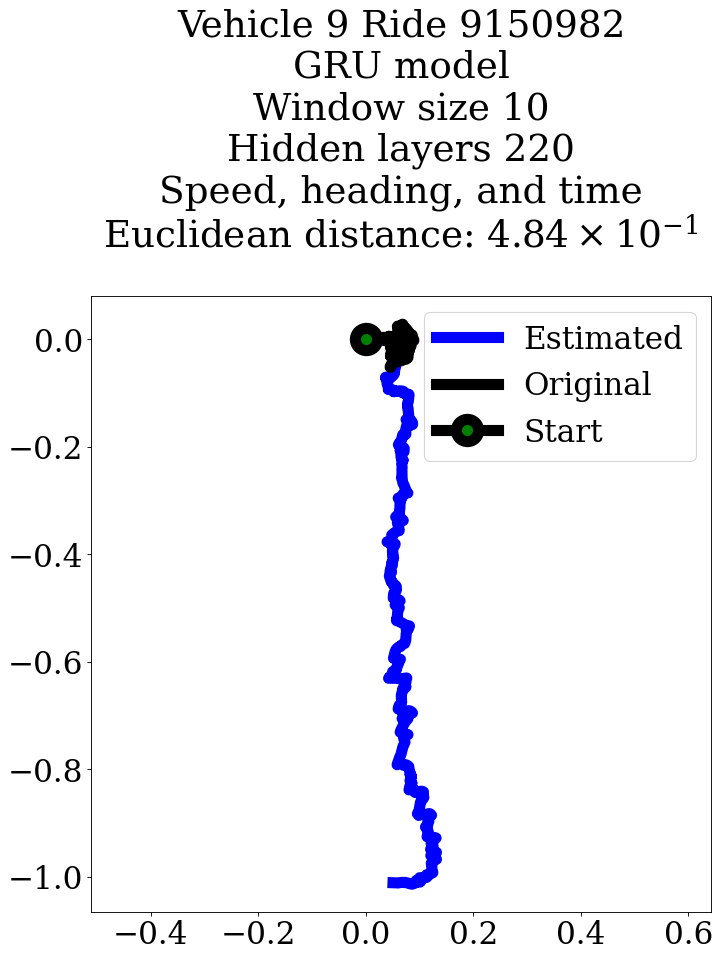 Vehicle 9 Ride 9150982
GRU model
Window size 10
Hidden layers 220
Speed, heading, and time
Euclidean distance: 4.84 × 10⁻¹
Estimated
Original
Start
0.0
−0.2
−0.4
−0.6
−0.8
−1.0
−0.4 −0.2 0.0 0.2 0.4 0.6